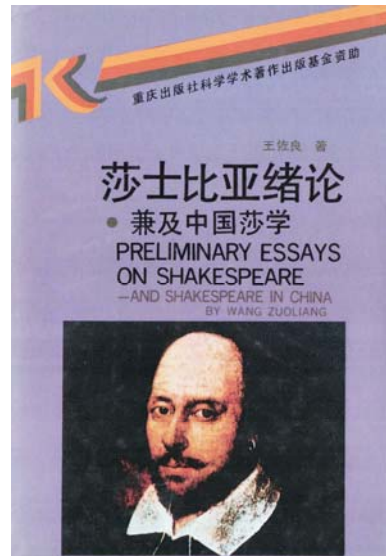 重庆出版社科学学术著作出版基金资助
王佐良 著
莎士比亚绪论
• 兼及中国莎学
PRELIMINARY ESSAYS
ON SHAKESPEARE
—AND SHAKESPEARE IN CHINA
BY WANG ZUOLIANG